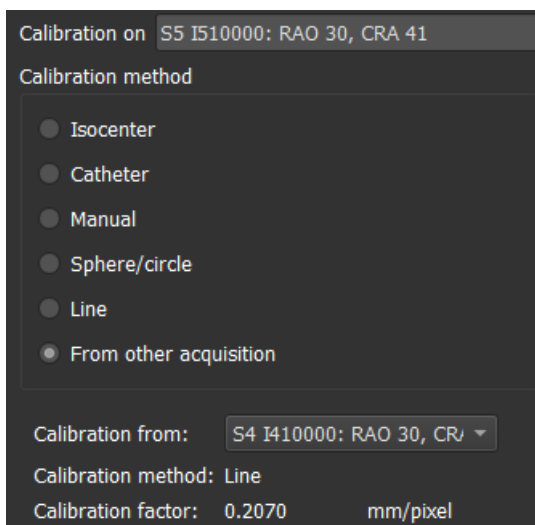 Calibration on S5 I510000: RAO 30, CRA 41
Calibration method
Isocenter
Catheter
Manual
Sphere/circle
Line
From other acquisition
Calibration from: S4 I410000: RAO 30, CR
Calibration method: Line
Calibration factor: 0.2070 mm/pixel